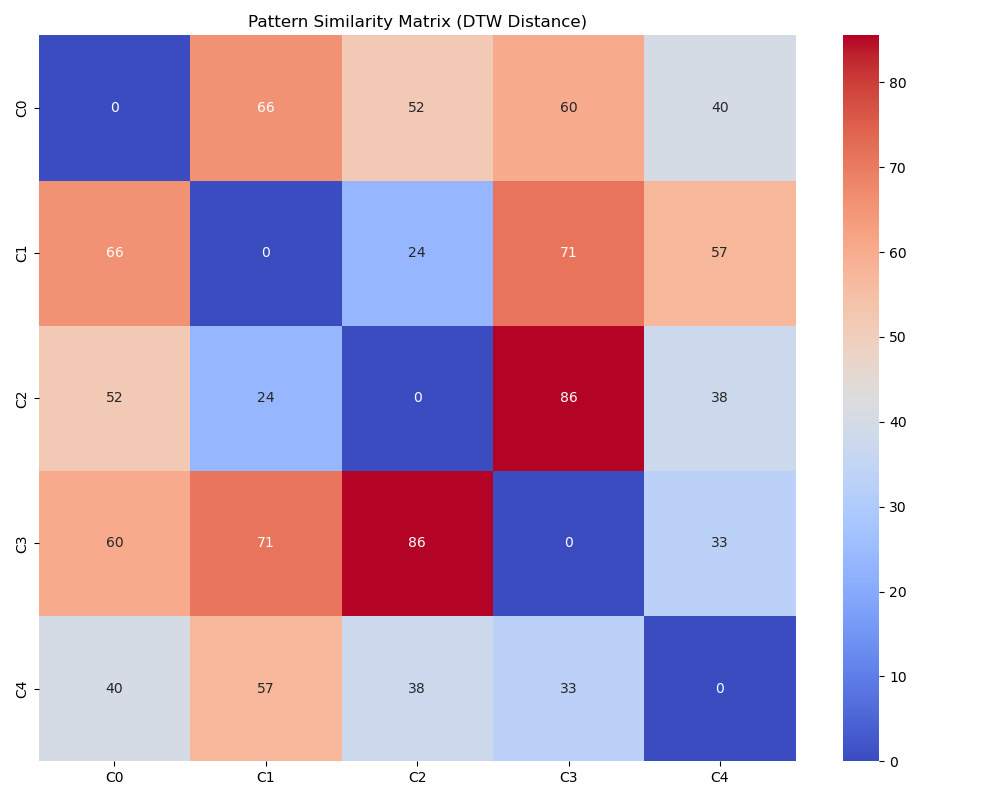 Pattern Similarity Matrix (DTW Distance)
C0 0 66 52 60 40
C1 66 0 24 71 57
C2 52 24 0 86 38
C3 60 71 86 0 33
C4 40 57 38 33 0
C0 C1 C2 C3 C4
80
70
60
50
40
30
20
10
0